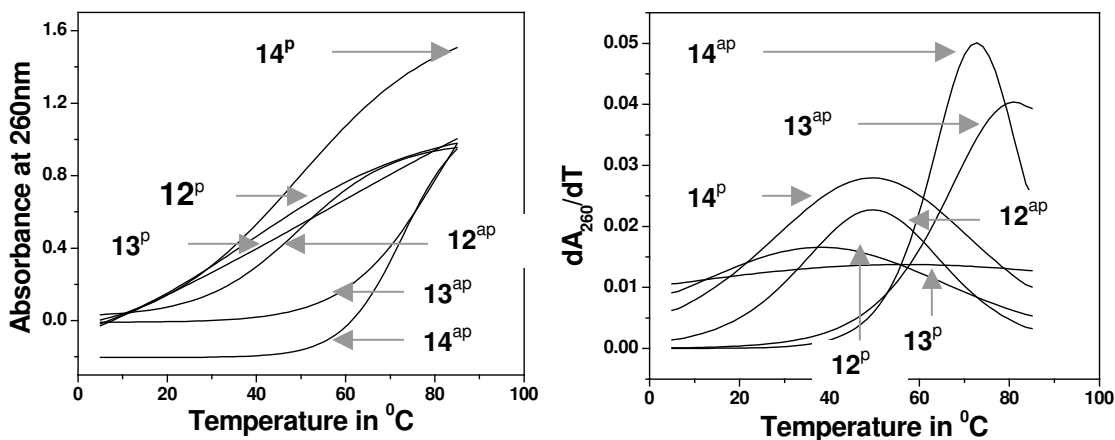 Absorbance at 260nm
1.6
1.2
0.8
0.4
0.0
14ᵖ
12ᵖ
13ᵖ
12ᵃᵖ
13ᵃᵖ
14ᵃᵖ
0 20 40 60 80 100
Temperature in ⁰C
dA₂₆₀/dT
0.05
0.04
0.03
0.02
0.01
0.00
14ᵃᵖ
13ᵃᵖ
14ᵖ
12ᵃᵖ
13ᵖ
12ᵖ
0 20 40 60 80 100
Temperature in ⁰C